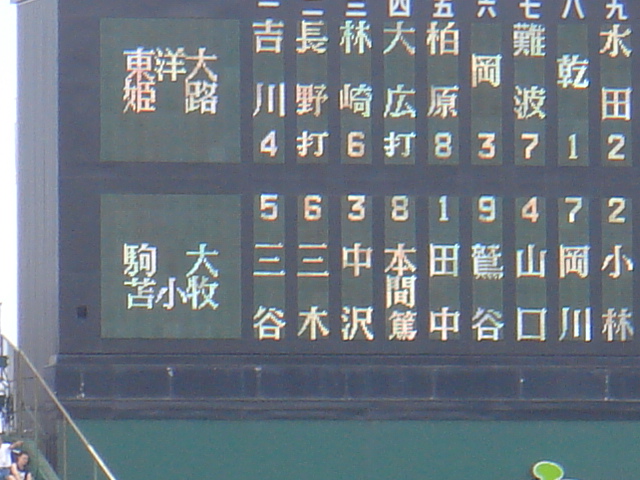 一 二 三 四 五 六 七 八 九
東洋大姫路
吉川 長野 林崎 大広 柏原 岡 難波 乾 水田
4 打 6 打 8 3 7 1 2
駒大苫小牧
5 6 3 8 1 9 4 7 2
三谷 三木 中沢 本間篤 田中 鷲谷 山口 岡川 小林